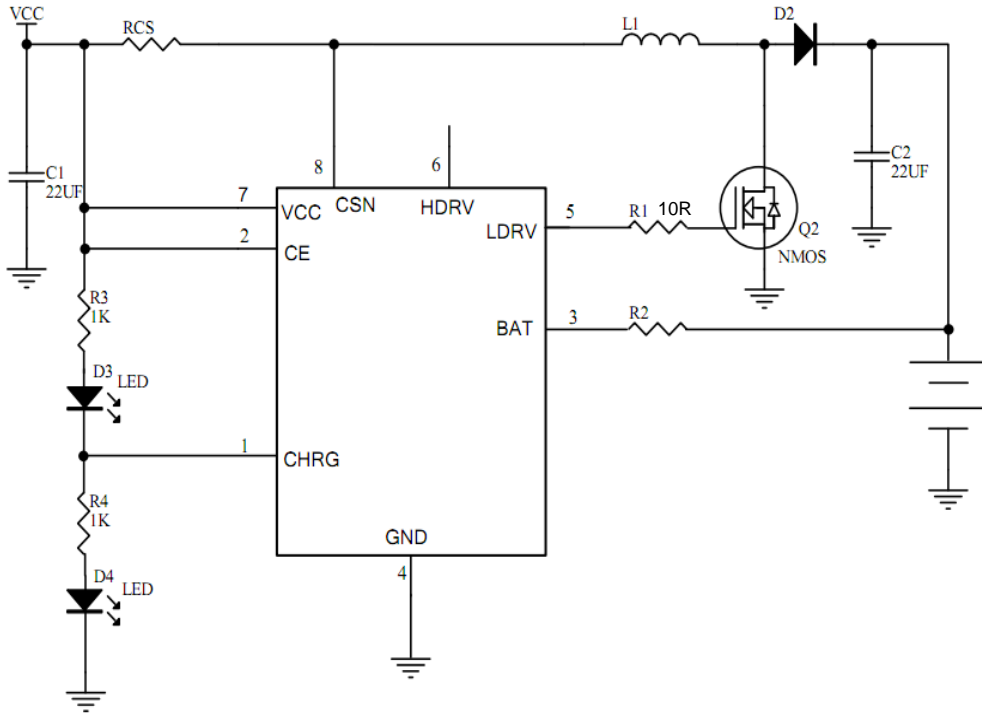 VCC
RCS
L1
D2
C1
22UF
8
6
C2
22UF
7
VCC
CSN
HDRV
5
R1
10R
LDRV
Q2
2
CE
NMOS
R3
1K
3
R2
BAT
D3
LED
1
CHRG
R4
1K
GND
D4
LED
4